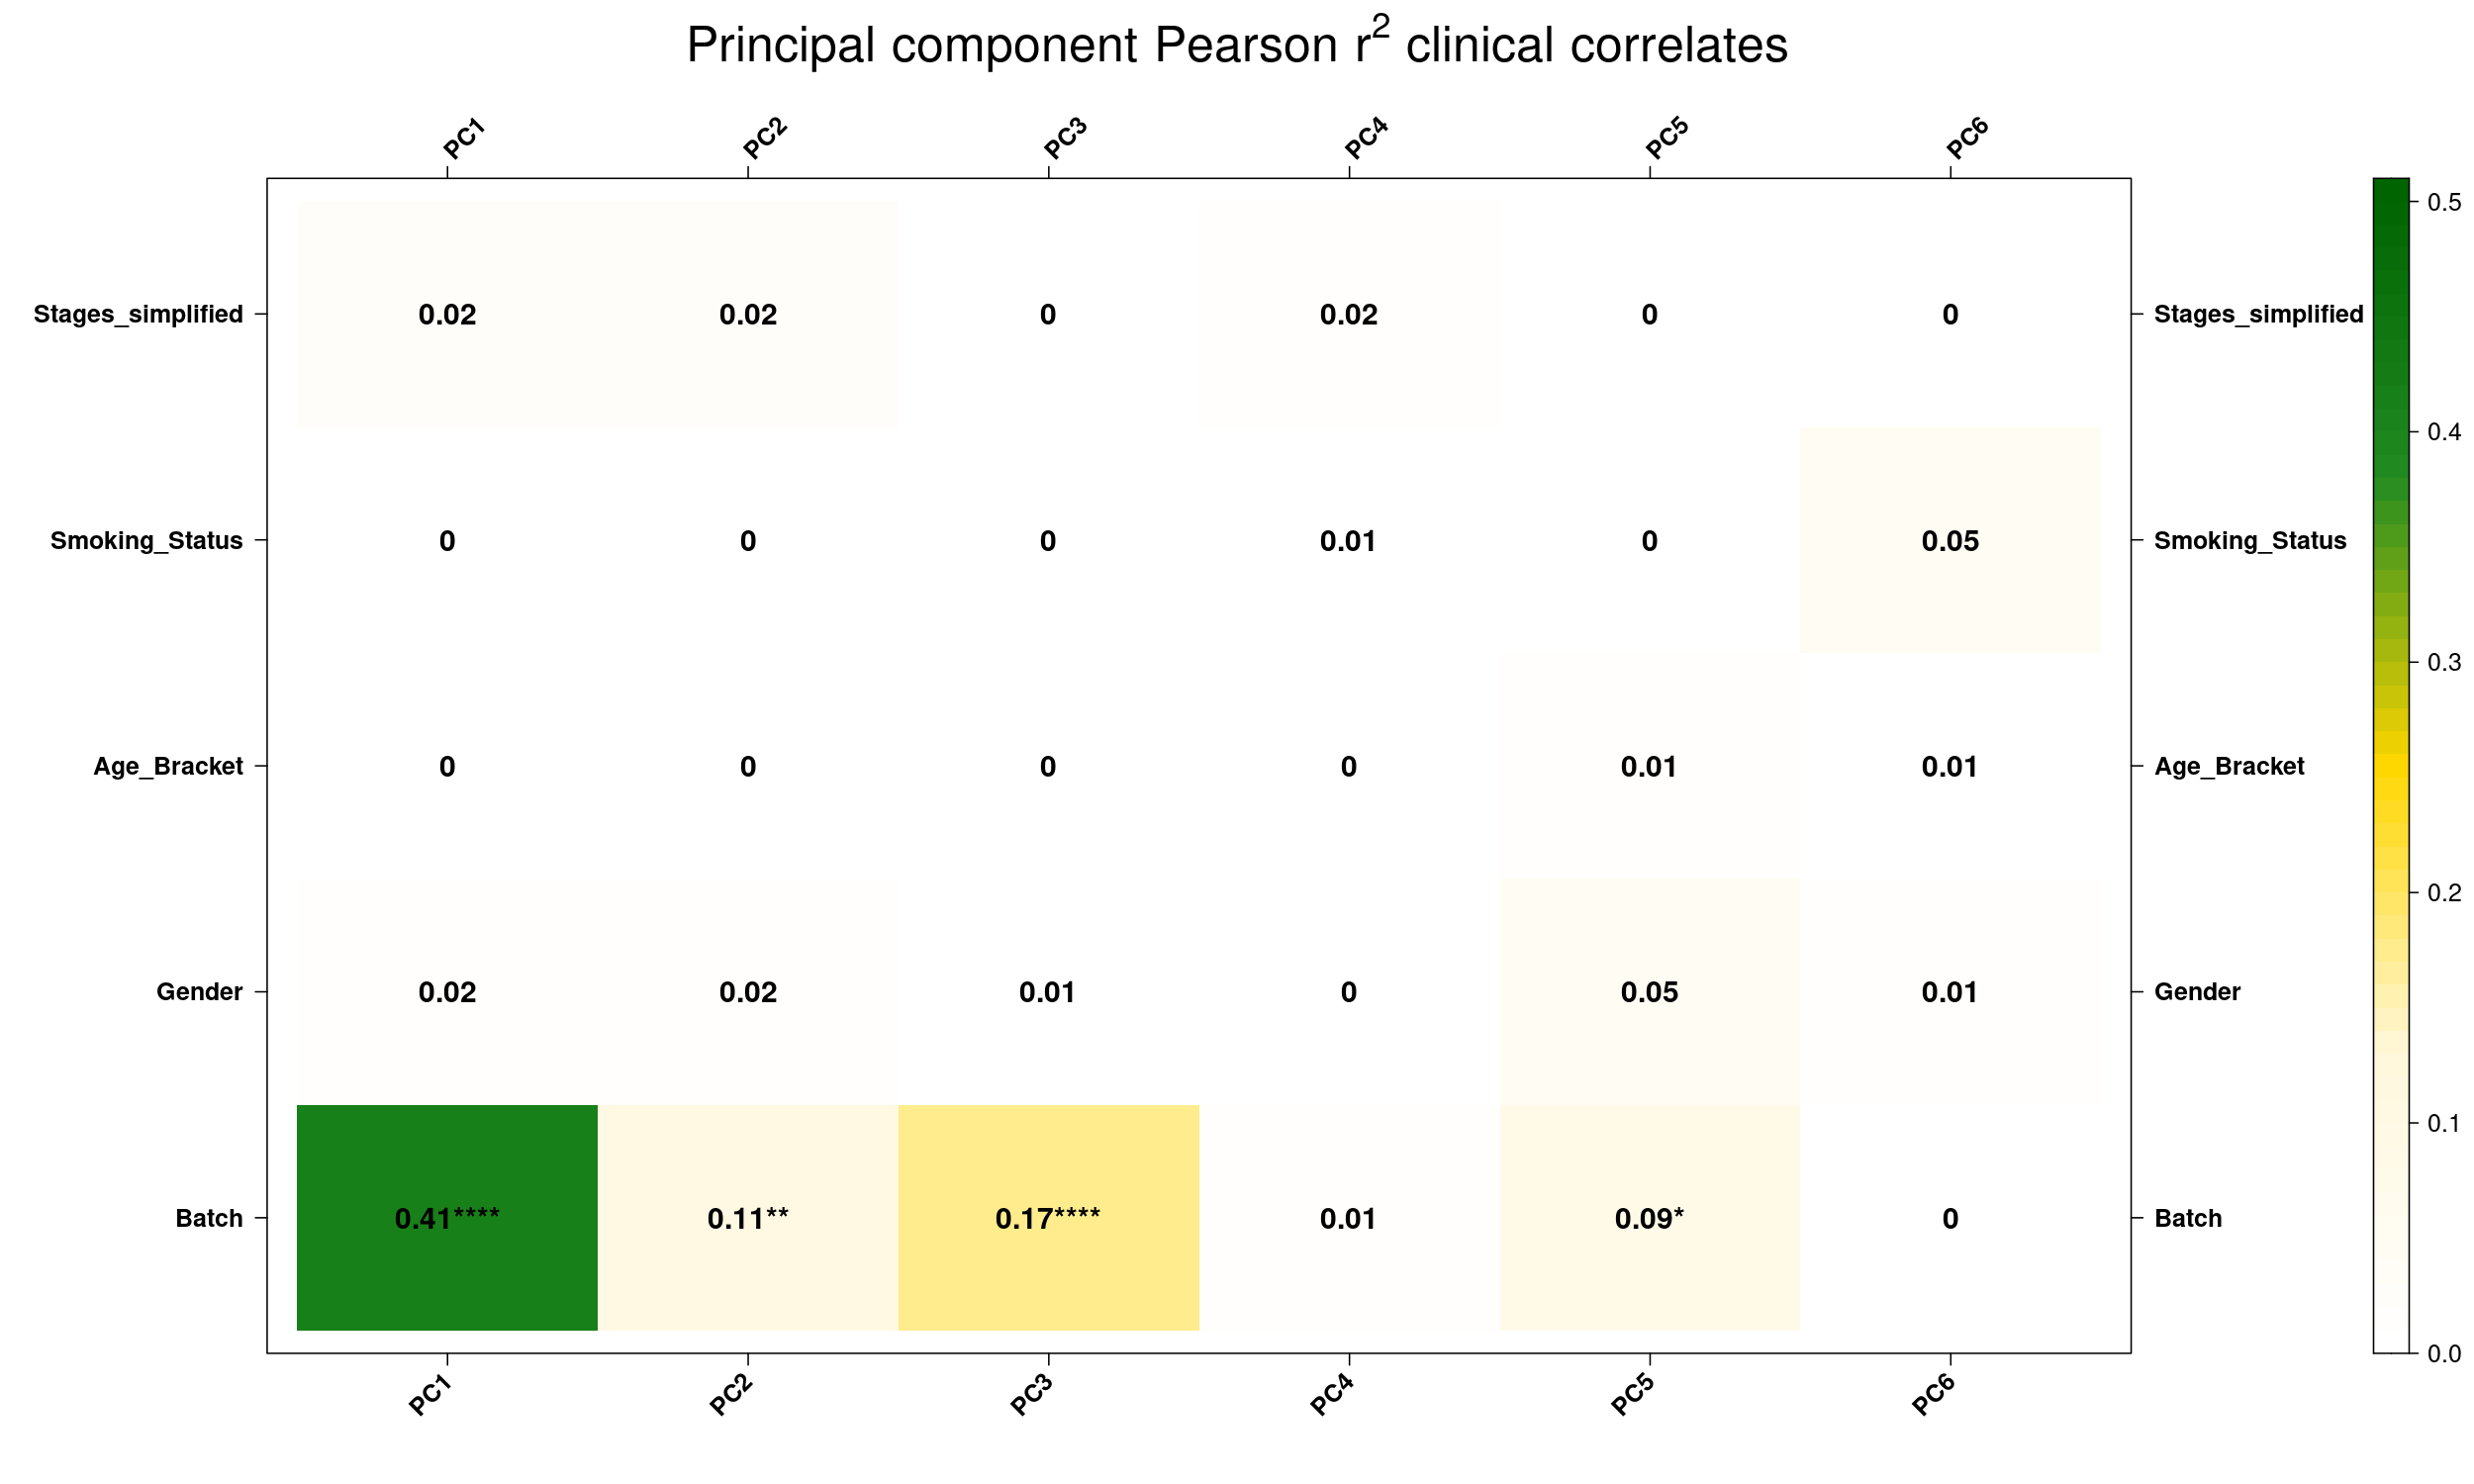 Principal component Pearson r² clinical correlates
PC1 PC2 PC3 PC4 PC5 PC6
Stages_simplified 0.02 0.02 0 0.02 0 0 Stages_simplified
Smoking_Status 0 0 0 0.01 0 0.05 Smoking_Status
Age_Bracket 0 0 0 0 0.01 0.01 Age_Bracket
Gender 0.02 0.02 0.01 0 0.05 0.01 Gender
Batch 0.41**** 0.11** 0.17**** 0.01 0.09* 0 Batch
PC1 PC2 PC3 PC4 PC5 PC6
0.5
0.4
0.3
0.2
0.1
0.0